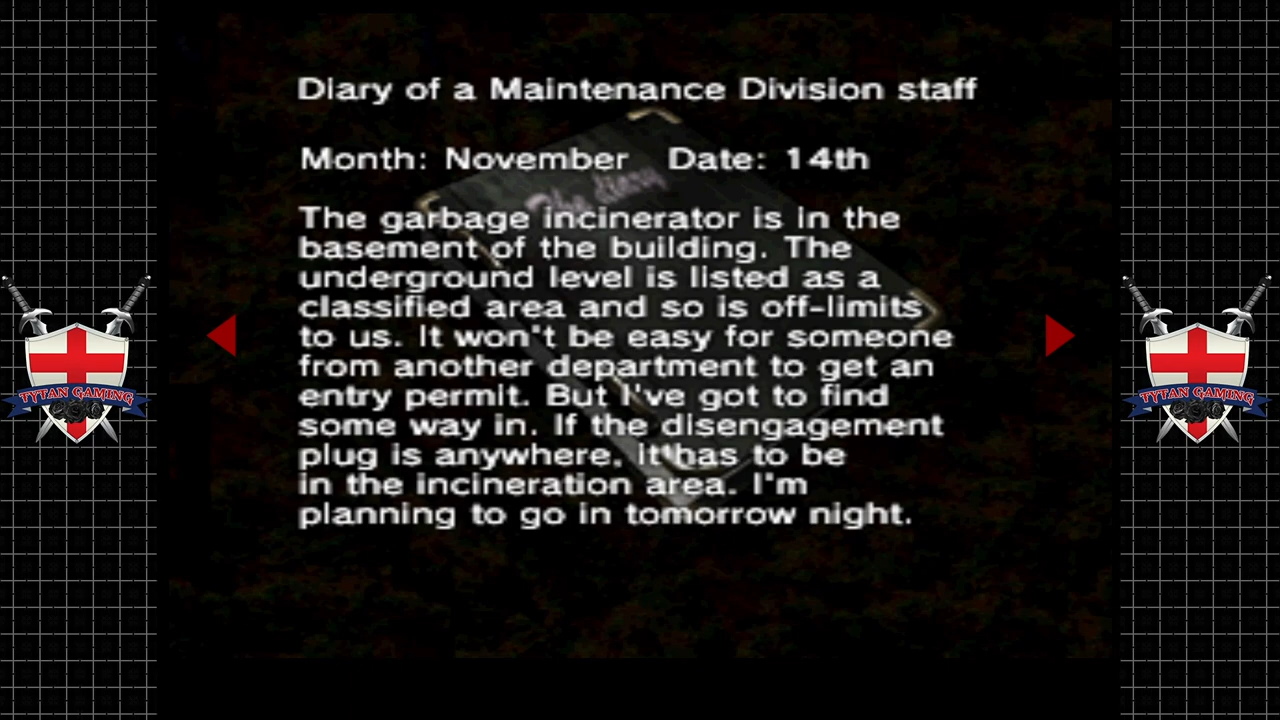 Diary of a Maintenance Division staff
Month: November Date: 14th
The garbage incinerator is in the
basement of the building. The
underground level is listed as a
classified area and so is off-limits
to us. It won't be easy for someone
from another department to get an
entry permit. But I've got to find
some way in. If the disengagement
plug is anywhere, it has to be
in the incineration area. I'm
planning to go in tomorrow night.
TYTAN GAMING
TYTAN GAMING